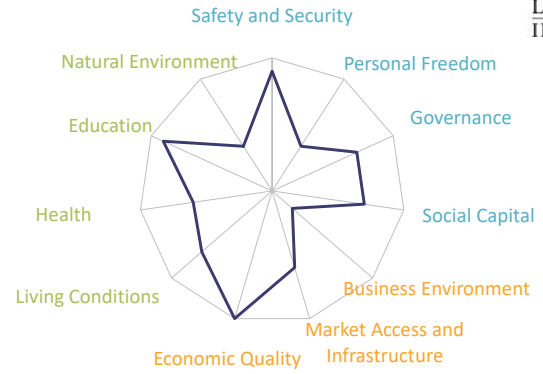 Safety and Security
Natural Environment
Personal Freedom
Education
Governance
Health
Social Capital
Living Conditions
Business Environment
Market Access and
Infrastructure
Economic Quality